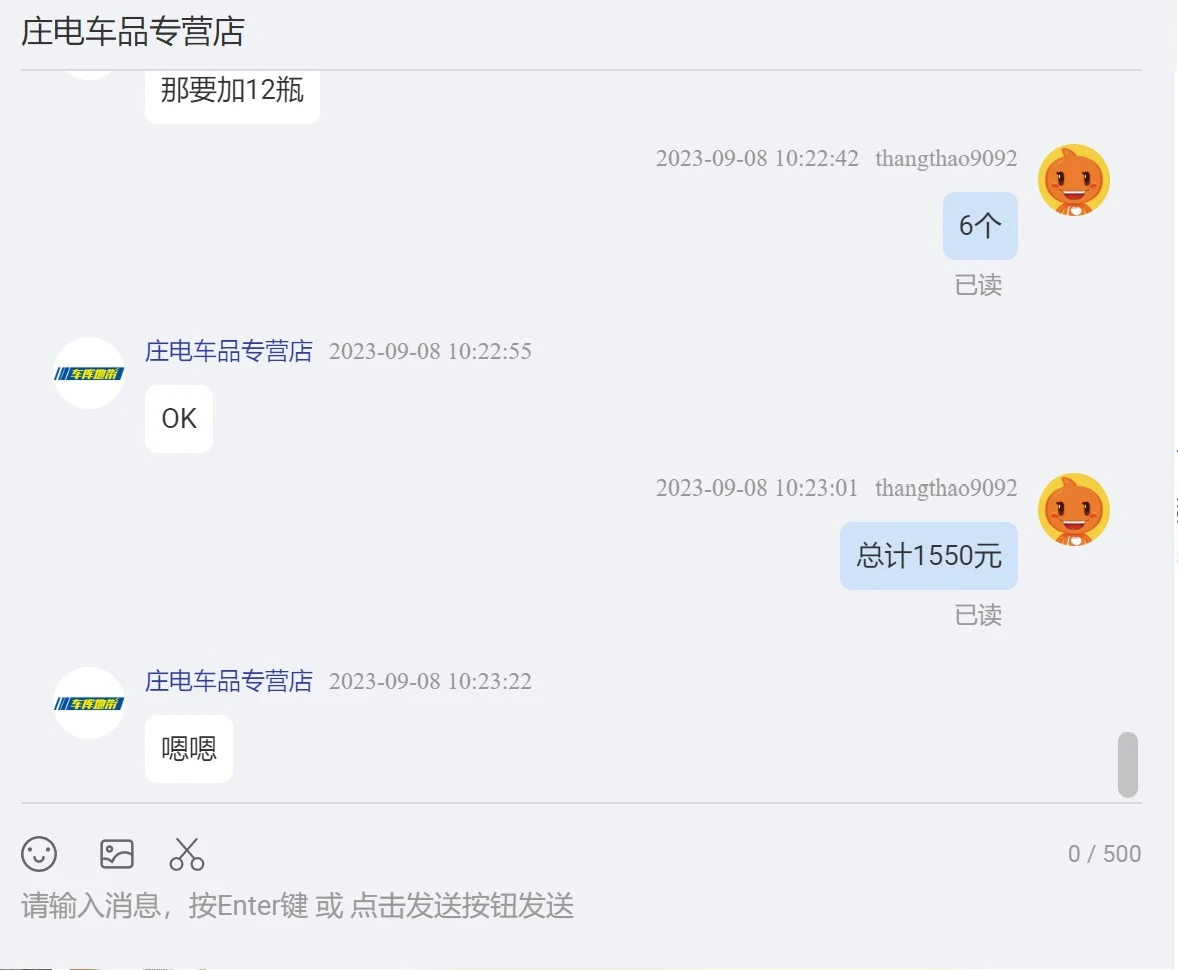 庄电车品专营店
那要加12瓶
2023-09-08 10:22:42 thangthao9092
6个
已读
庄电车品专营店 2023-09-08 10:22:55
车库地带
OK
2023-09-08 10:23:01 thangthao9092
总计1550元
已读
庄电车品专营店 2023-09-08 10:23:22
车库地带
嗯嗯
0 / 500
请输入消息，按Enter键 或 点击发送按钮发送